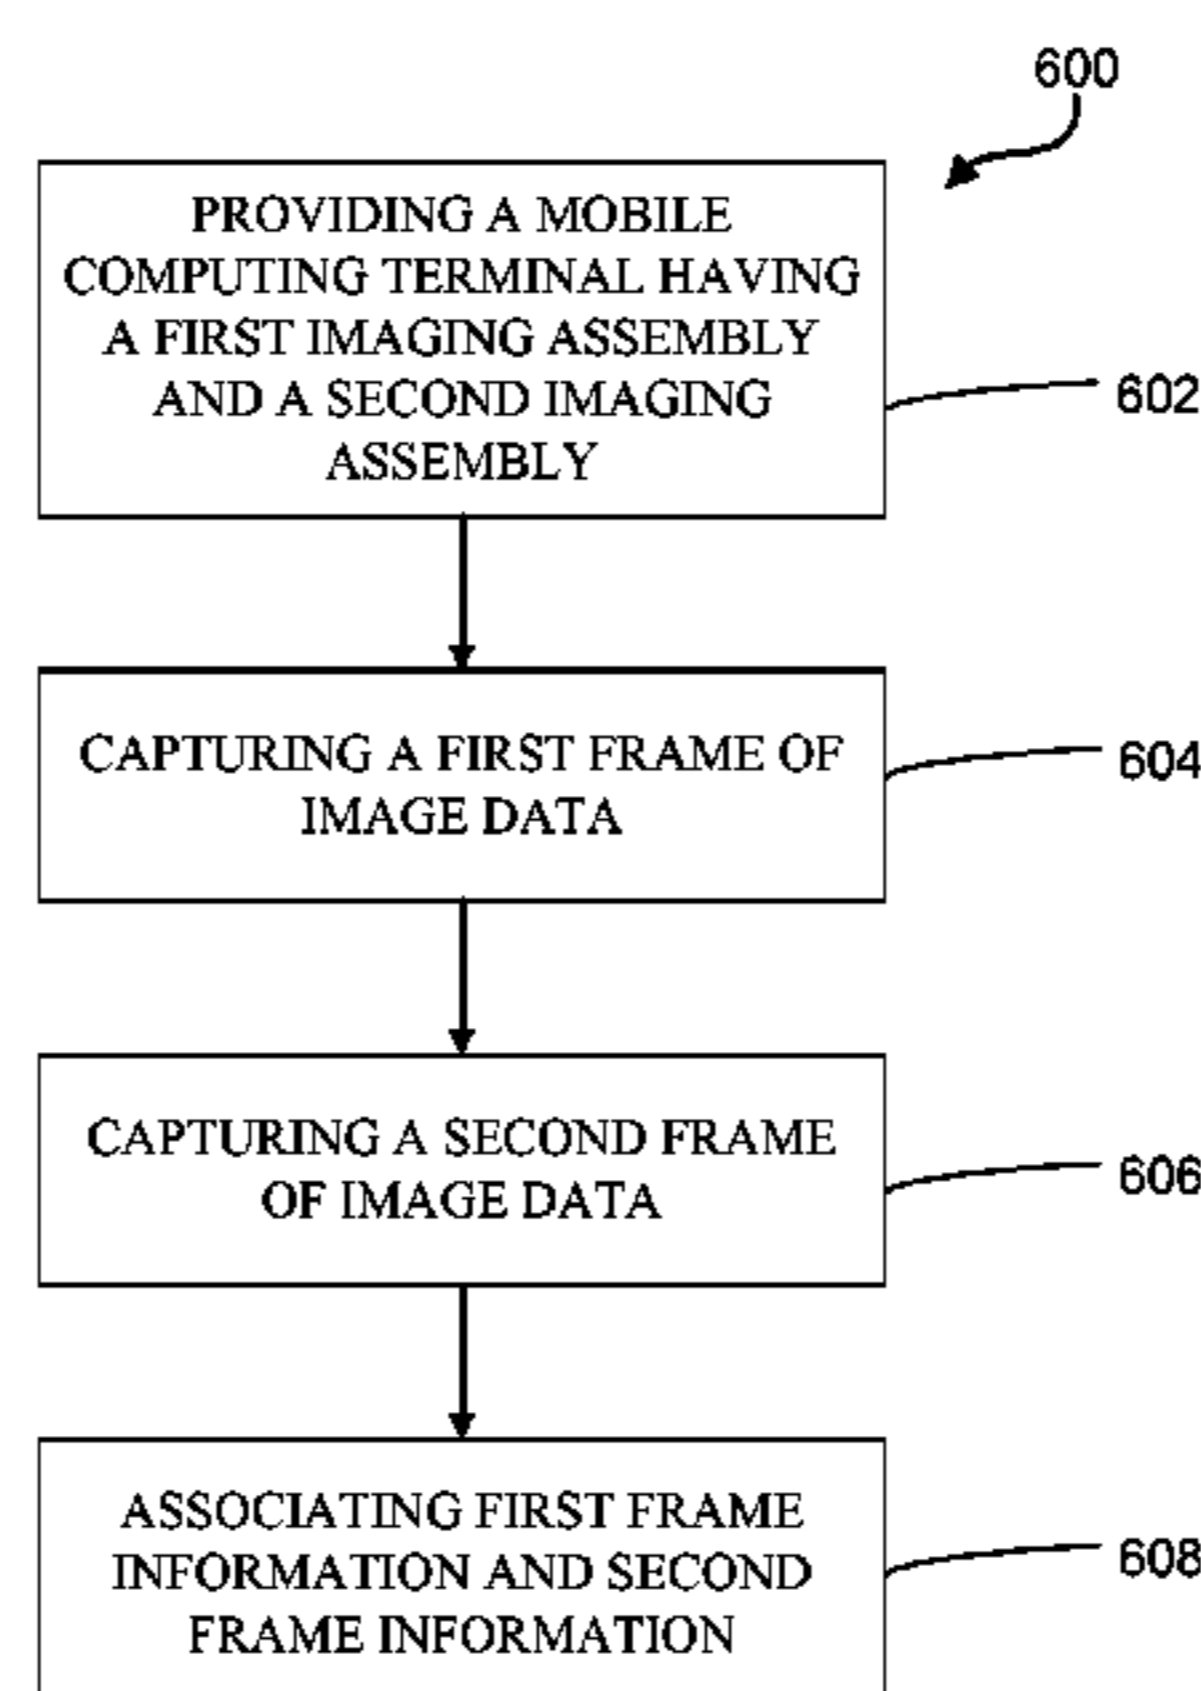 600
PROVIDING A MOBILE
COMPUTING TERMINAL HAVING
A FIRST IMAGING ASSEMBLY
AND A SECOND IMAGING
ASSEMBLY
602
CAPTURING A FIRST FRAME OF
IMAGE DATA
604
CAPTURING A SECOND FRAME
OF IMAGE DATA
606
ASSOCIATING FIRST FRAME
INFORMATION AND SECOND
FRAME INFORMATION
608